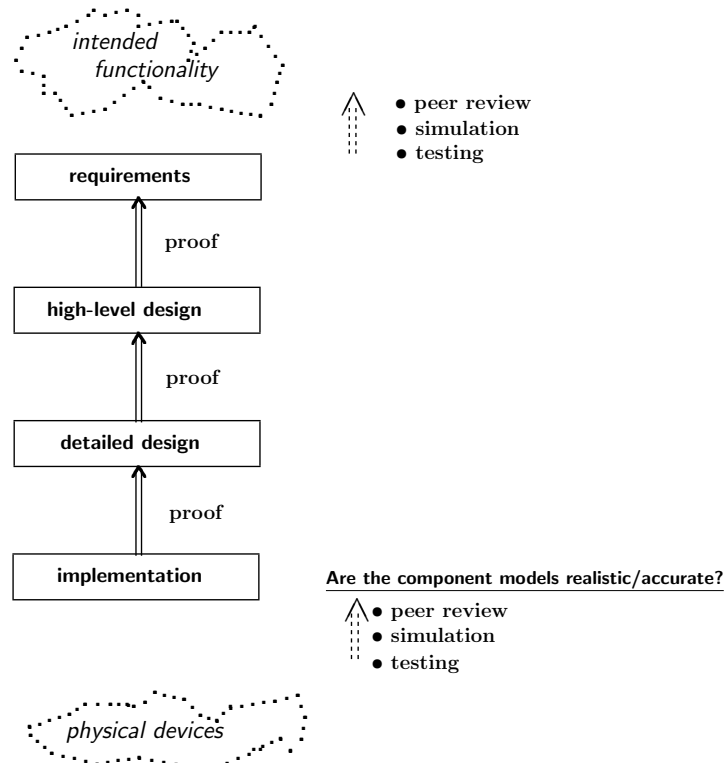 intended
functionality
• peer review
• simulation
• testing
requirements
proof
high-level design
proof
detailed design
proof
implementation
Are the component models realistic/accurate?
• peer review
• simulation
• testing
physical devices